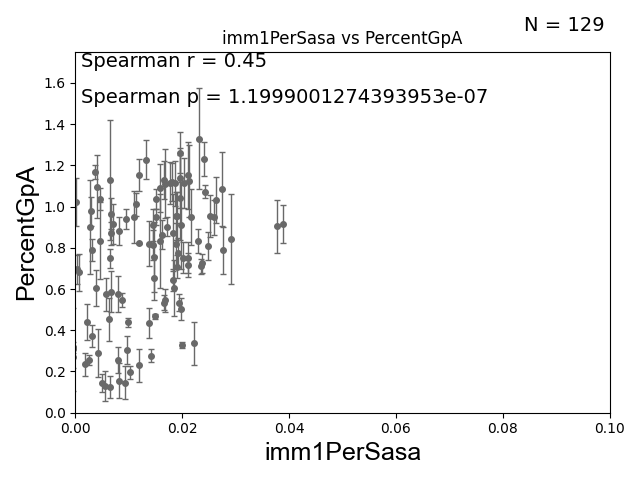 N = 129
imm1PerSasa vs PercentGpA
Spearman r = 0.45
Spearman p = 1.1999001274393953e-07
PercentGpA
1.6
1.4
1.2
1.0
0.8
0.6
0.4
0.2
0.0
0.00 0.02 0.04 0.06 0.08 0.10
imm1PerSasa